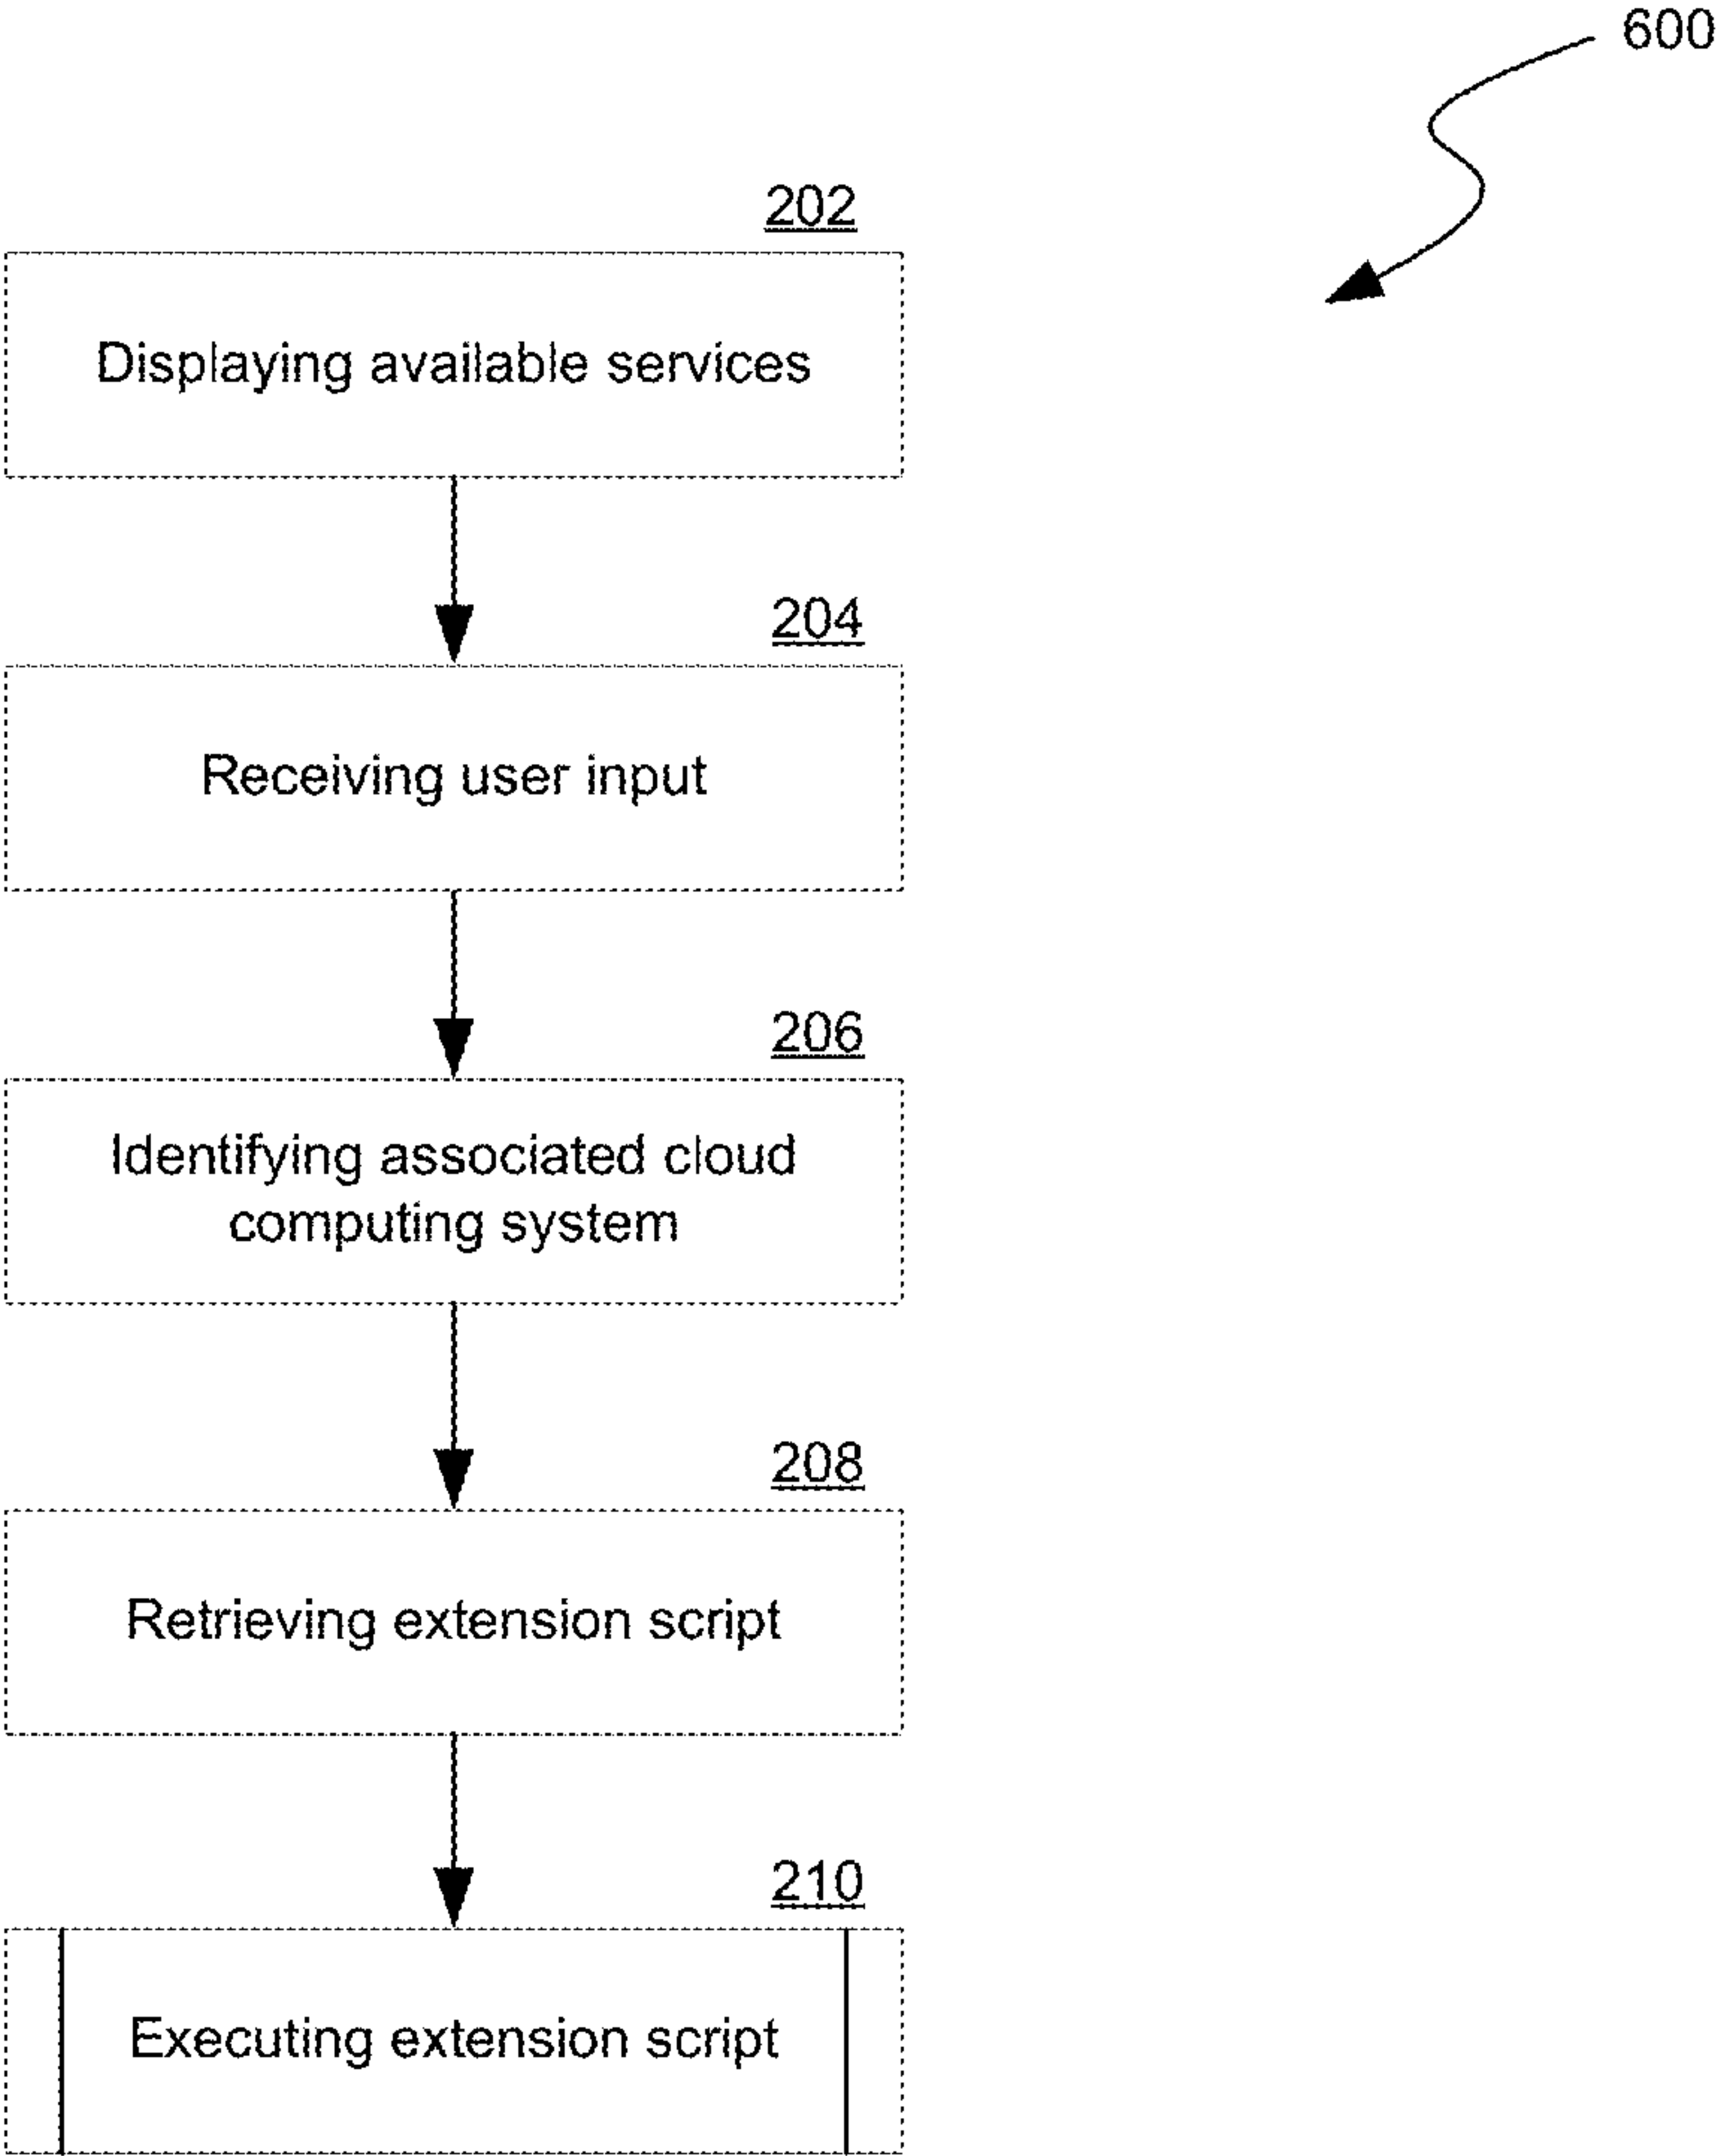 600
202
Displaying available services
204
Receiving user input
206
Identifying associated cloud
computing system
208
Retrieving extension script
210
Executing extension script